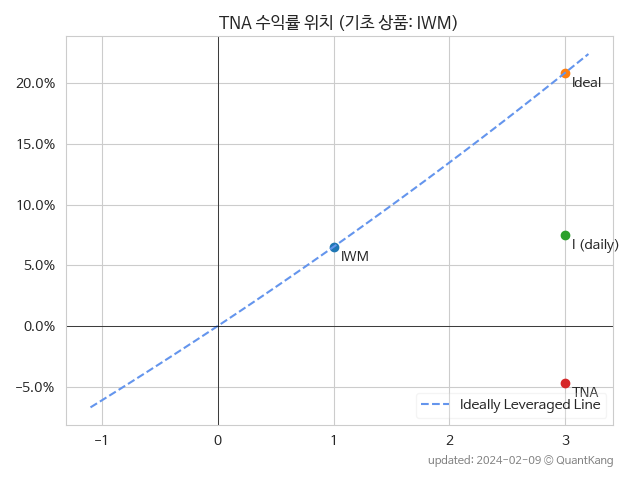 TNA 수익률 위치 (기초 상품: IWM)
20.0%
Ideal
15.0%
10.0%
I (daily)
IWM
5.0%
0.0%
−5.0%
TNA
Ideally Leveraged Line
−1
0
1
2
3
updated: 2024-02-09 © QuantKang